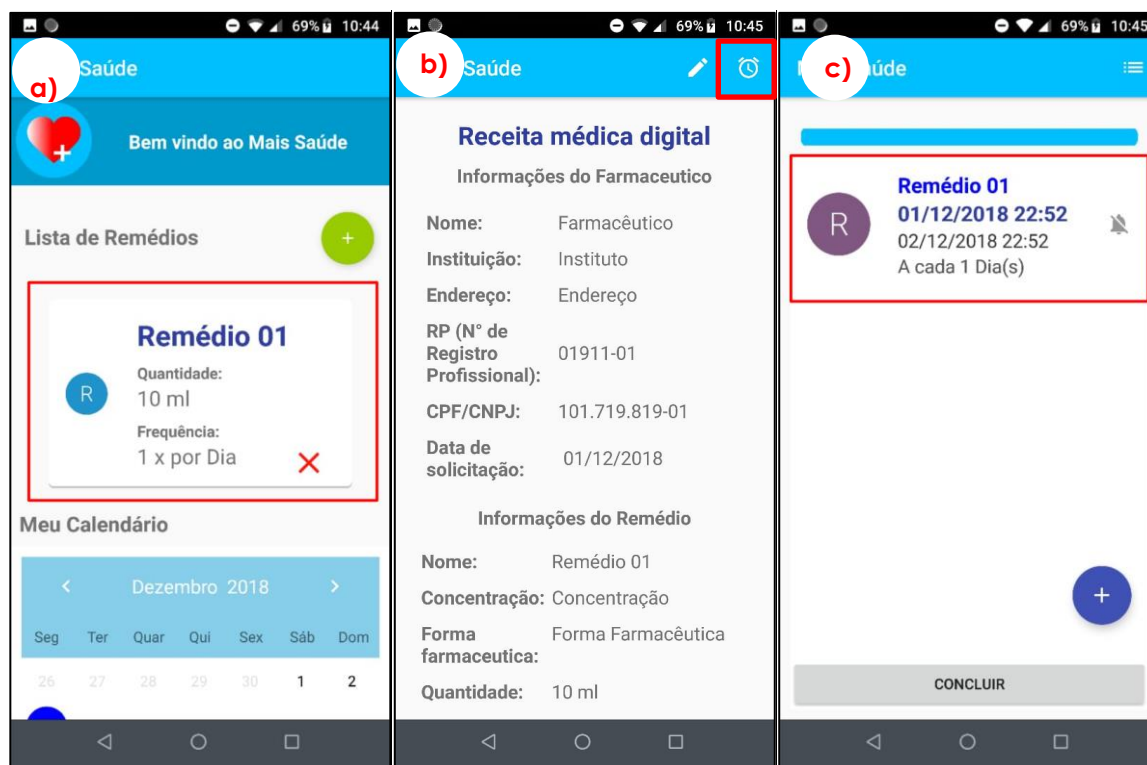 69% 10:44
a)
Saúde
Bem vindo ao Mais Saúde
Lista de Remédios
+
Remédio 01
R
Quantidade:
10 ml
Frequência:
1 x por Dia
Meu Calendário
< Dezembro 2018 >
Seg Ter Quar Qui Sex Sáb Dom
26 27 28 29 30 1 2
69% 10:45
b)
Saúde
Receita médica digital
Informações do Farmaceutico
Nome: Farmacêutico
Instituição: Instituto
Endereço: Endereço
RP (N° de
Registro 01911-01
Profissional):
CPF/CNPJ: 101.719.819-01
Data de
solicitação: 01/12/2018
Informações do Remédio
Nome: Remédio 01
Concentração: Concentração
Forma Forma Farmacêutica
farmaceutica:
Quantidade: 10 ml
69% 10:45
c)
úde
R
Remédio 01
01/12/2018 22:52
02/12/2018 22:52
A cada 1 Dia(s)
+
CONCLUIR